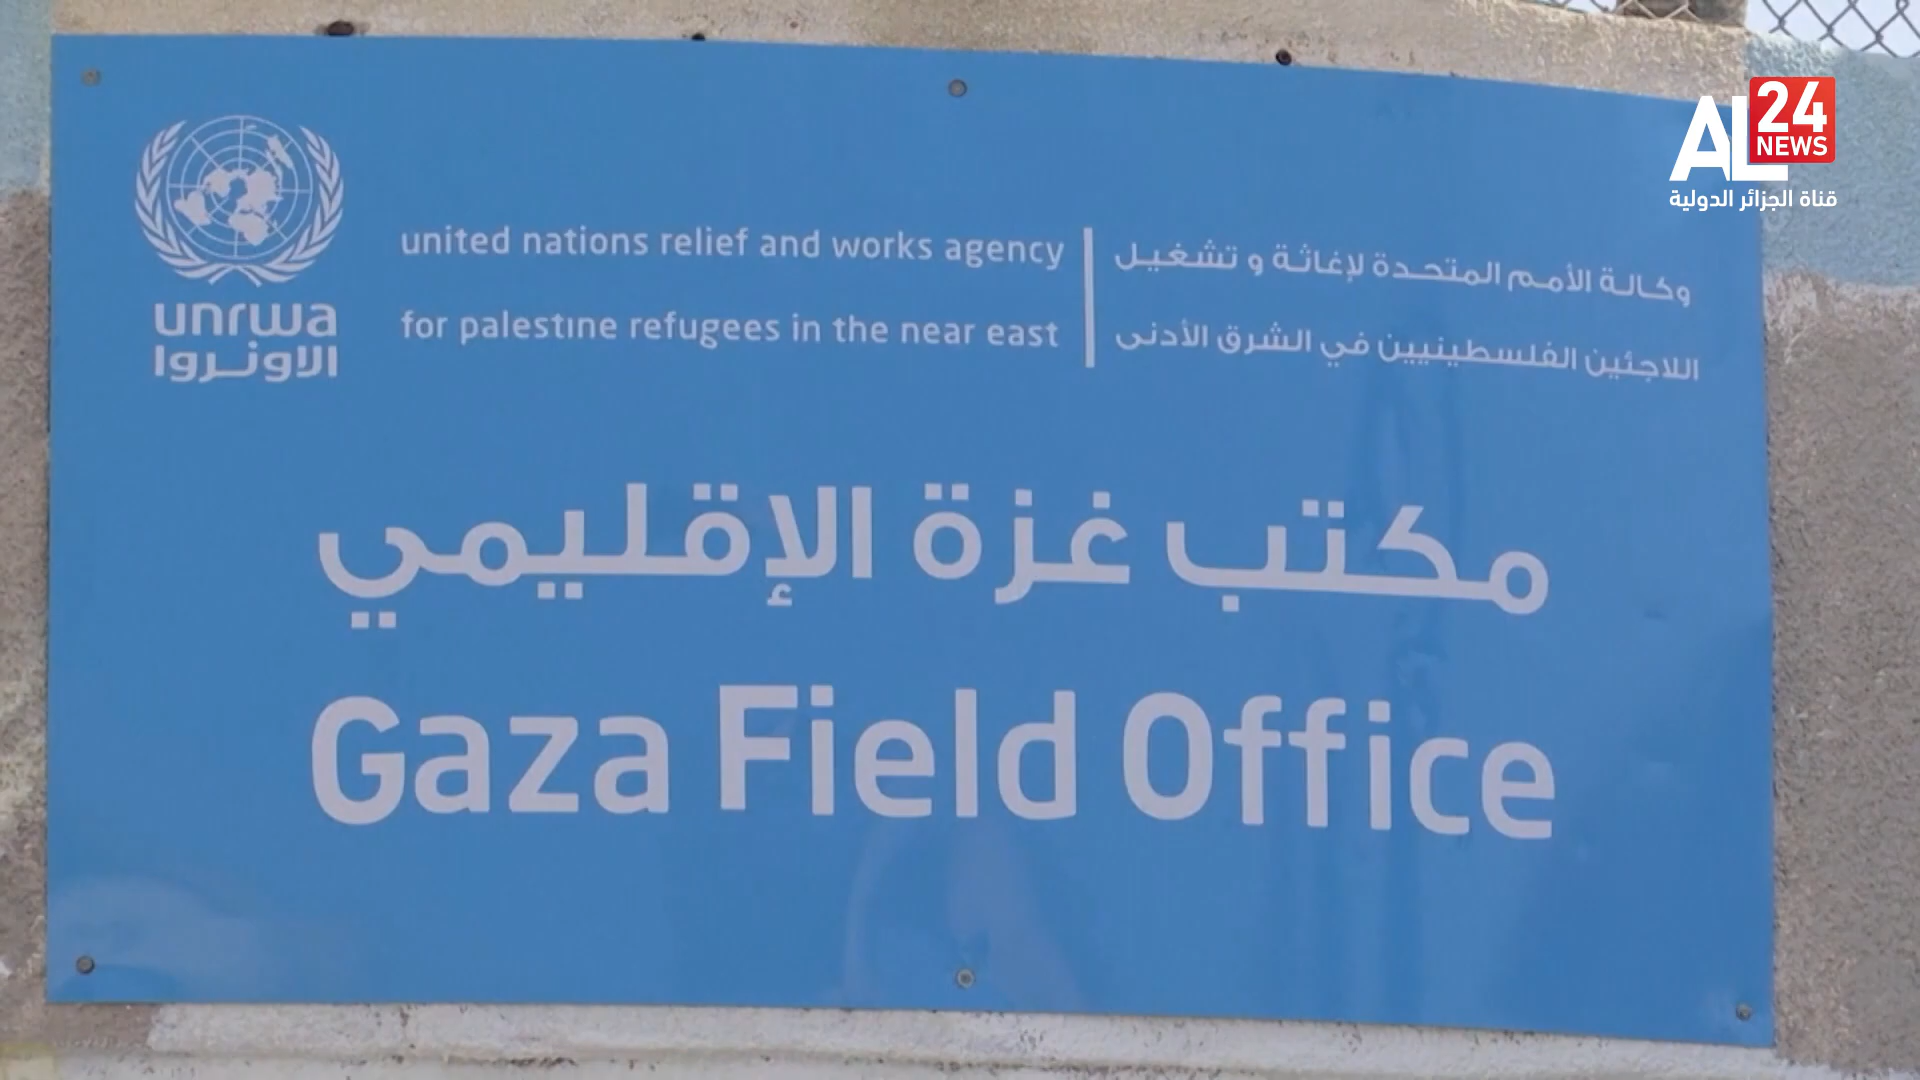 AL 24 NEWS
قناة الجزائر الدولية
unrwa
الاونروا
united nations relief and works agency
for palestine refugees in the near east
وكالة الأمم المتحدة لإغاثة و تشغيل
اللاجئين الفلسطينيين في الشرق الأدنى
مكتب غزة الإقليمي
Gaza Field Office